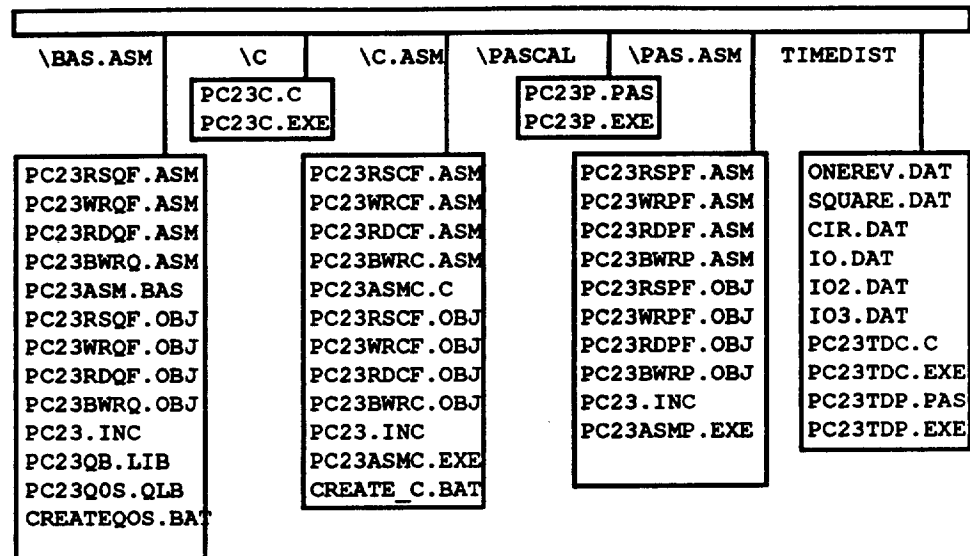 \BAS.ASM
\C
\C.ASM
\PASCAL
\PAS.ASM
TIMEDIST
PC23C.C
PC23C.EXE
PC23P.PAS
PC23P.EXE
PC23RSQF.ASM
PC23WRQF.ASM
PC23RDQF.ASM
PC23BWRQ.ASM
PC23ASM.BAS
PC23RSQF.OBJ
PC23WRQF.OBJ
PC23RDQF.OBJ
PC23BWRQ.OBJ
PC23.INC
PC23QB.LIB
PC23Q0S.QLB
CREATEQOS.BAT
PC23RSCF.ASM
PC23WRCF.ASM
PC23RDCF.ASM
PC23BWRC.ASM
PC23ASMC.C
PC23RSCF.OBJ
PC23WRCF.OBJ
PC23RDCF.OBJ
PC23BWRC.OBJ
PC23.INC
PC23ASMC.EXE
CREATE_C.BAT
PC23RSPF.ASM
PC23WRPF.ASM
PC23RDPF.ASM
PC23BWRP.ASM
PC23RSPF.OBJ
PC23WRPF.OBJ
PC23RDPF.OBJ
PC23BWRP.OBJ
PC23.INC
PC23ASMP.EXE
ONEREV.DAT
SQUARE.DAT
CIR.DAT
IO.DAT
IO2.DAT
IO3.DAT
PC23TDC.C
PC23TDC.EXE
PC23TDP.PAS
PC23TDP.EXE